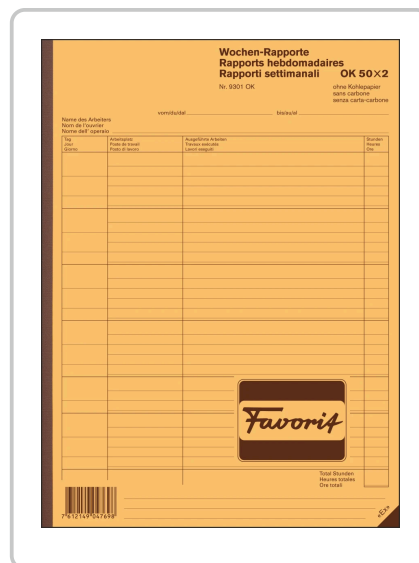 Wochen-Rapporte
Rapports hebdomadaires
Rapporti settimanali OK 50×2
Nr. 9301 OK ohne Kohlepapier
sans carbone
senza carta-carbone
vom/du/dal bis/au/al
Name des Arbeiters
Nom de l'ouvrier
Nome dell' operaio
Tag Arbeitsplatz Ausgeführte Arbeiten Stunden
Jour Poste de travail Travaux exécutés Heures
Giorno Posto di lavoro Lavori eseguiti Ore
Favorit
Total Stunden
Heures totales
Ore totali
7612149047698
«Ex»